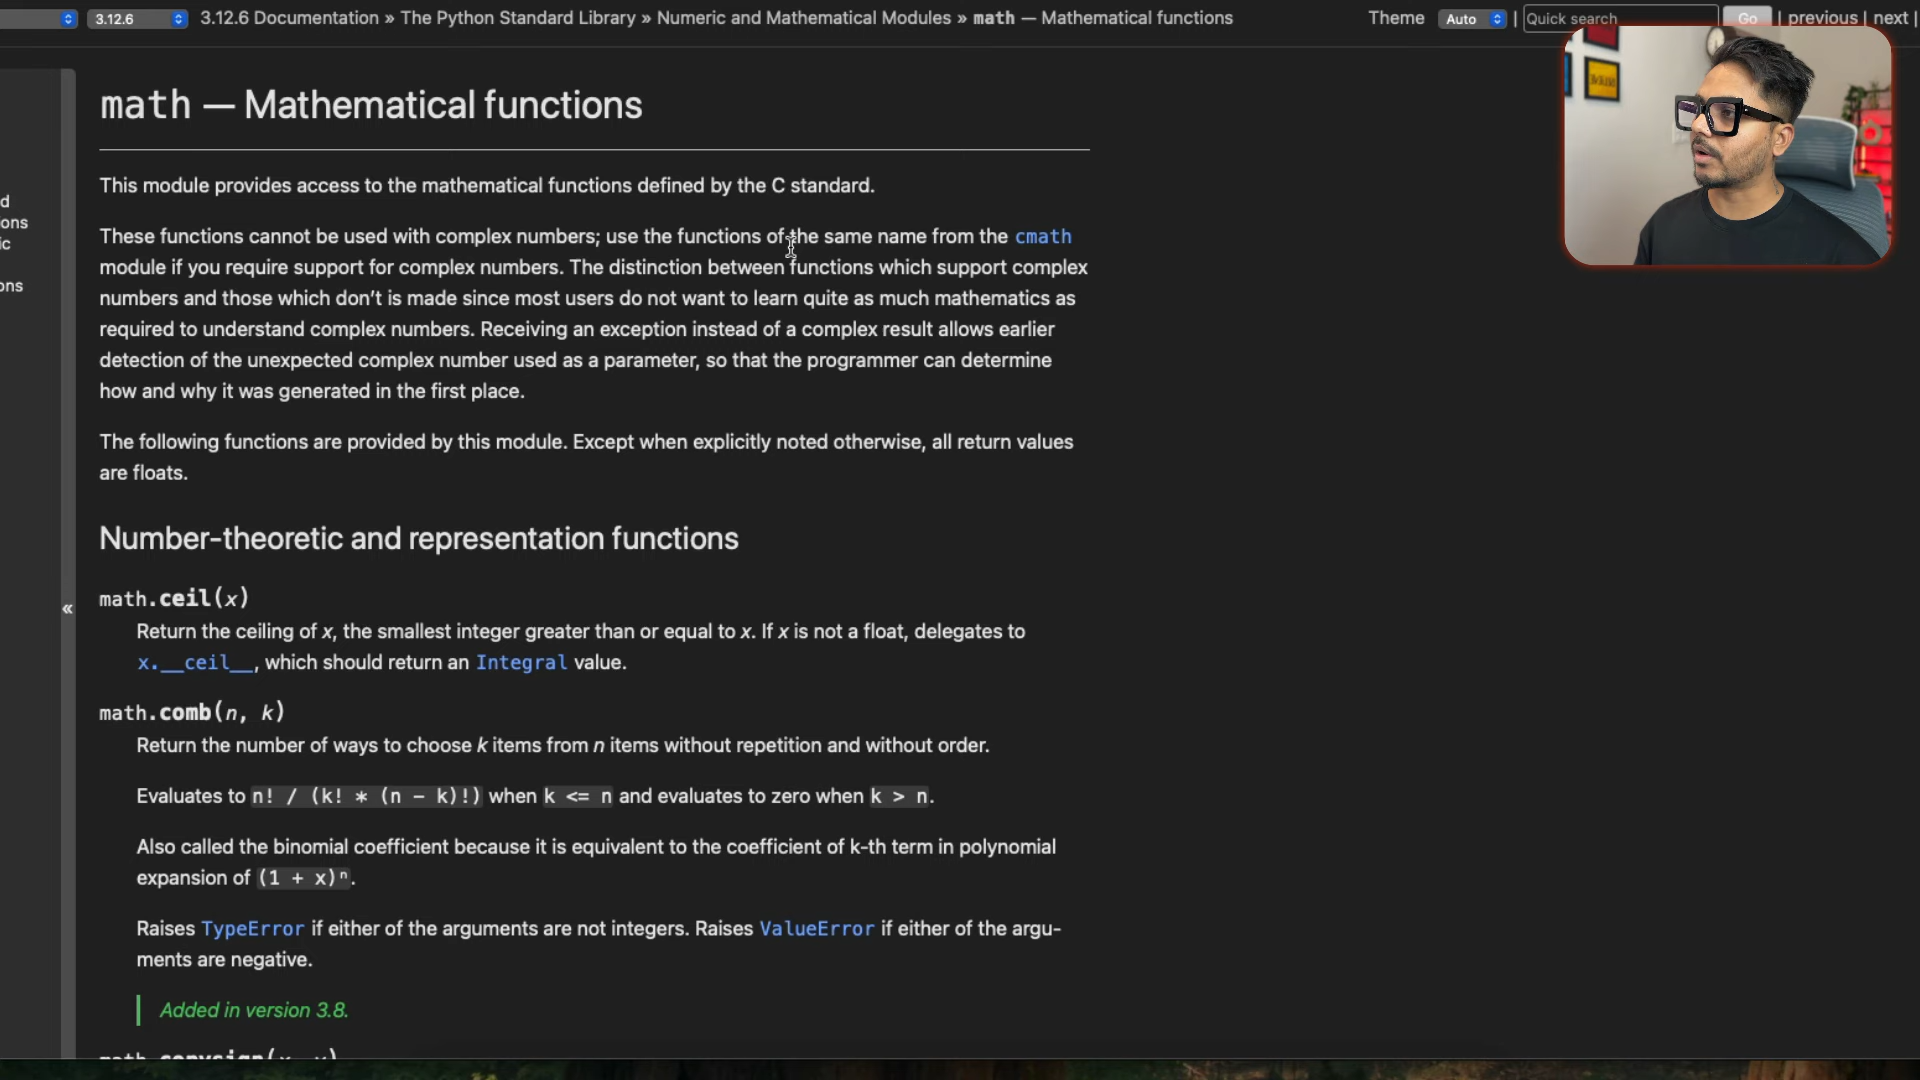 3.12.6 3.12.6 Documentation » The Python Standard Library » Numeric and Mathematical Modules » math — Mathematical functions Theme Auto | Quick search Go | previous | next |
math — Mathematical functions
This module provides access to the mathematical functions defined by the C standard.
These functions cannot be used with complex numbers; use the functions of the same name from the cmath
module if you require support for complex numbers. The distinction between functions which support complex
numbers and those which don’t is made since most users do not want to learn quite as much mathematics as
required to understand complex numbers. Receiving an exception instead of a complex result allows earlier
detection of the unexpected complex number used as a parameter, so that the programmer can determine
how and why it was generated in the first place.
The following functions are provided by this module. Except when explicitly noted otherwise, all return values
are floats.
Number-theoretic and representation functions
math.ceil(x)
Return the ceiling of x, the smallest integer greater than or equal to x. If x is not a float, delegates to
x.__ceil__, which should return an Integral value.
math.comb(n, k)
Return the number of ways to choose k items from n items without repetition and without order.
Evaluates to n! / (k! * (n - k)!) when k <= n and evaluates to zero when k > n.
Also called the binomial coefficient because it is equivalent to the coefficient of k-th term in polynomial
expansion of (1 + x)ⁿ.
Raises TypeError if either of the arguments are not integers. Raises ValueError if either of the argu-
ments are negative.
Added in version 3.8.
math.copysign(x, y)
d
ons
ic
ons
«